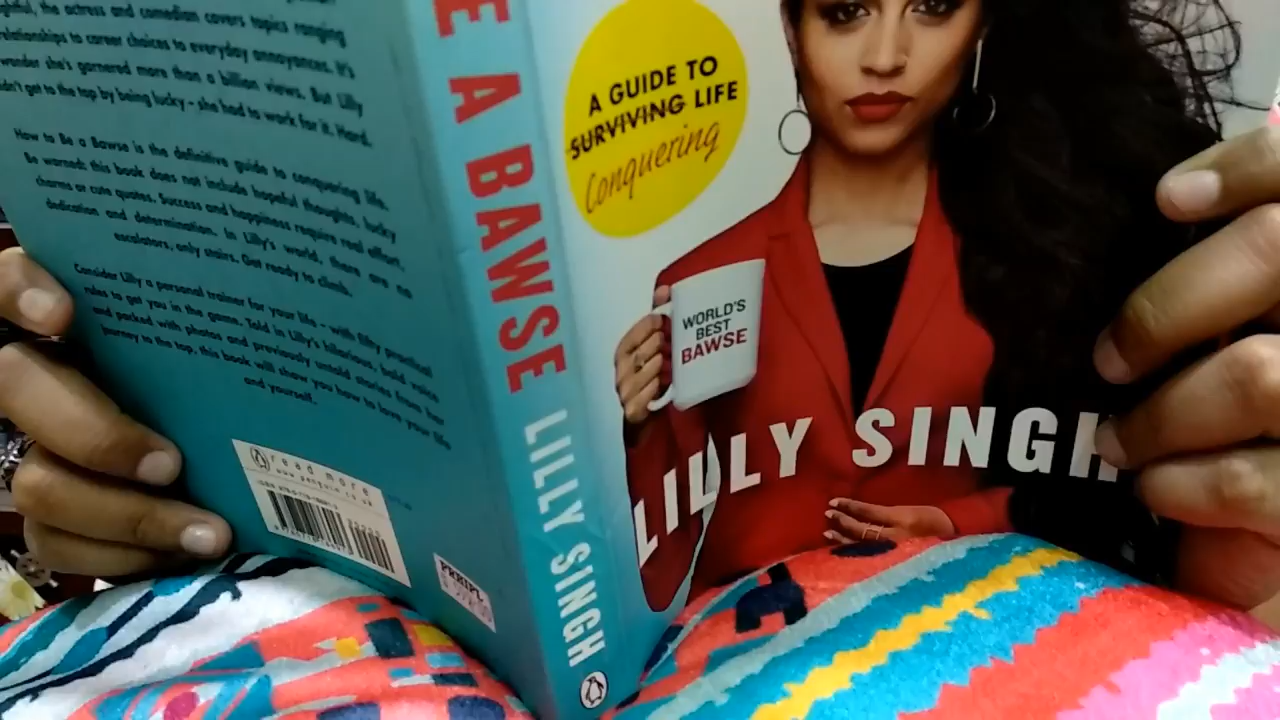 the actress and comedian covers topics ranging
relationships to career choices to everyday annoyances. It's
wonder she's garnered more than a billion views. But Lilly
didn't get to the top by being lucky – she had to work for it. Hard.
How to Be a Bawse is the definitive guide to conquering life.
Be warned: this book does not include hopeful thoughts, lucky
charms or cute quotes. Success and happiness require real effort,
dedication and determination. In Lilly's world, there are no
escalators, only stairs. Get ready to climb.
Consider Lilly a personal trainer for your life – with fifty practical
rules to get you in the game. Told in Lilly's hilarious, bold voice
and packed with photos and previously untold stories from her
journey to the top, this book will show you how to love your life
and yourself.
read more
www.penguin.co.uk
E A BAWSE LILLY SINGH
A GUIDE TO
SURVIVING LIFE
Conquering
WORLD'S
BEST
BAWSE
LILLY SINGH